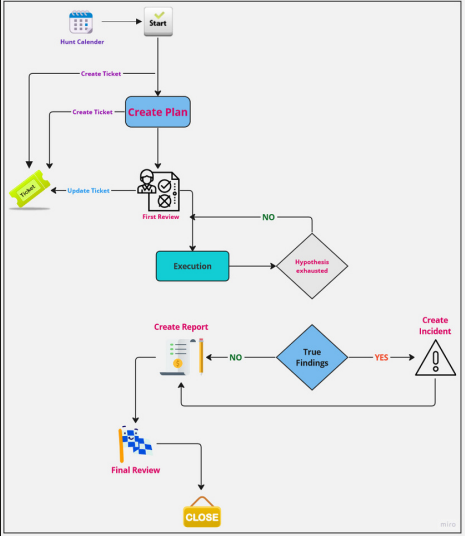 Hunt Calender
Start
Create Ticket
Create Ticket
Create Plan
Ticket
Update Ticket
First Review
NO
Execution
Hypothesis
exhausted
Create
Incident
Create Report
NO
True
Findings
YES
Final Review
CLOSE
miro